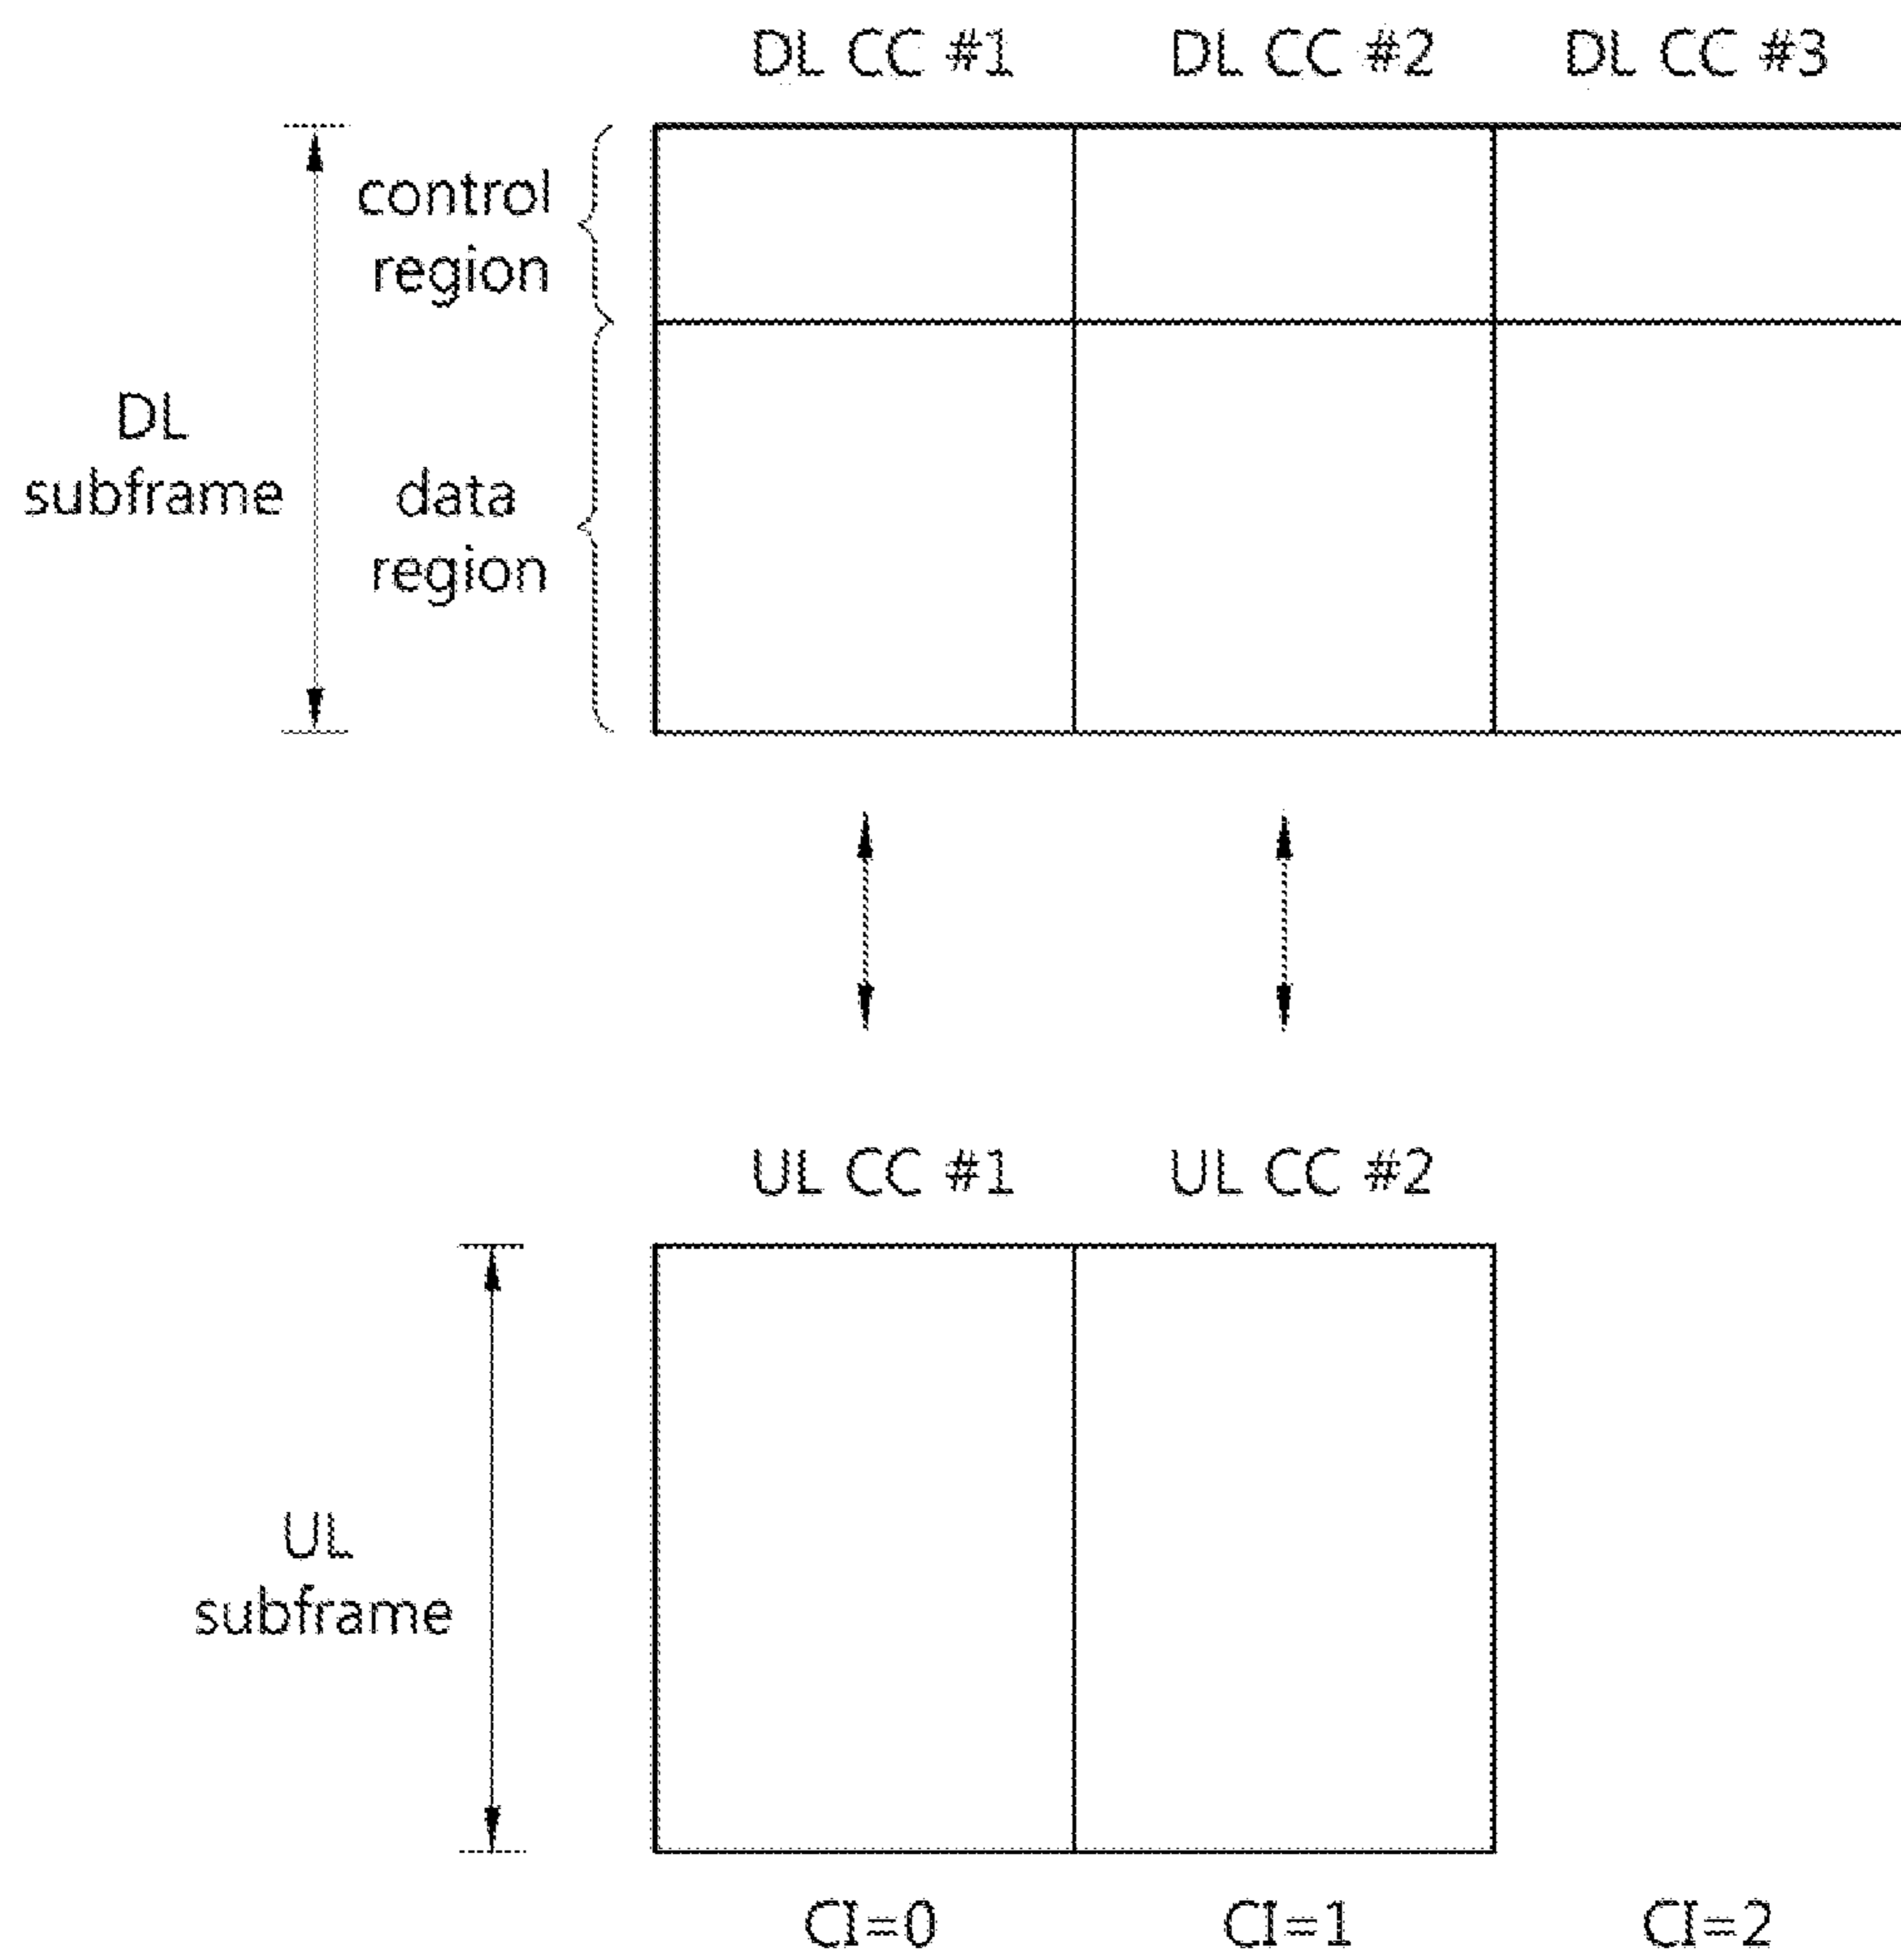 DL CC #1 DL CC #2 DL CC #3
control
region
DL
subframe
data
region
UL CC #1 UL CC #2
UL
subframe
CI=0 CI=1 CI=2